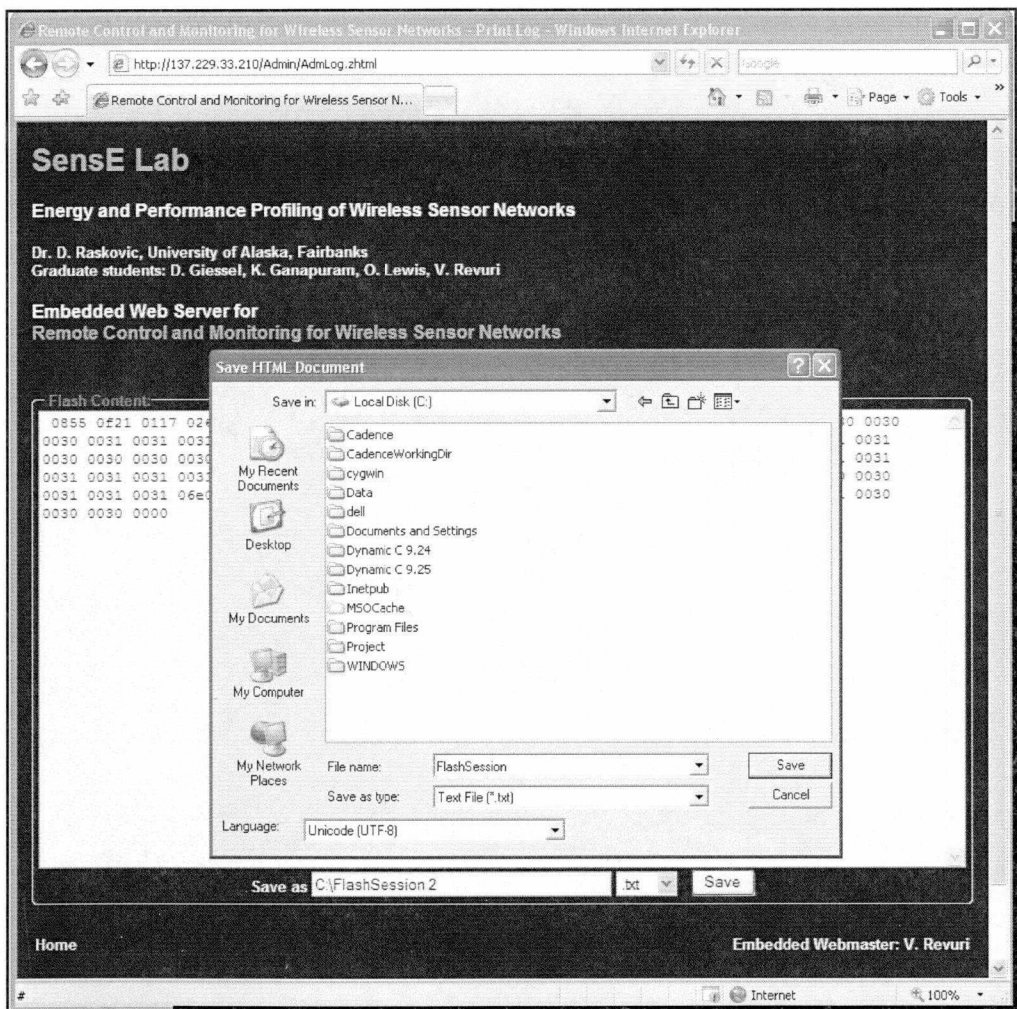 Remote Control and Monitoring for Wireless Sensor Networks - Print Log - Windows Internet Explorer
http://137.229.33.210/Admin/AdmLog.zhtml
Google
Remote Control and Monitoring for Wireless Sensor N...
Page
Tools
»
SensE Lab
Energy and Performance Profiling of Wireless Sensor Networks
Dr. D. Raskovic, University of Alaska, Fairbanks
Graduate students: D. Giessel, K. Ganapuram, O. Lewis, V. Revuri
Embedded Web Server for
Remote Control and Monitoring for Wireless Sensor Networks
Save HTML Document
Flash Content:
Save in: Local Disk (C:)
0855 0f21 0117 0030
0030 0031 0031 0031
0030 0030 0030 0031
0031 0031 0030
0031 0031 0031 0030
0030 0030 0000
My Recent Documents
Desktop
My Documents
My Computer
My Network Places
Cadence
CadenceWorkingDir
cygwin
Data
dell
Documents and Settings
Dynamic C 9.24
Dynamic C 9.25
Inetpub
MSOCache
Program Files
Project
WINDOWS
File name: FlashSession Save
Save as type: Text File (*.txt) Cancel
Language: Unicode (UTF-8)
Save as C:\FlashSession 2 .txt Save
Home Embedded Webmaster: V. Revuri
# Internet 100%